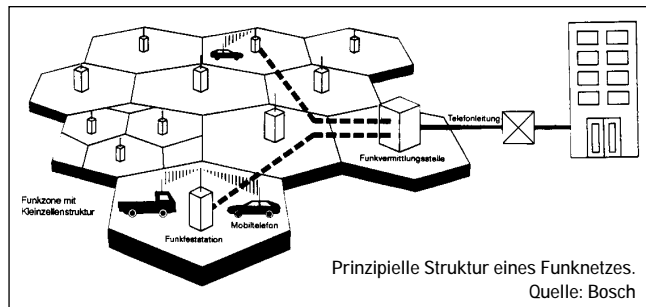 Telefonleitung
Funkvermittlungsstelle
Funkzone mit
Kleinzellenstruktur
Mobiltelefon
Funkfeststation
Prinzipielle Struktur eines Funknetzes.
Quelle: Bosch